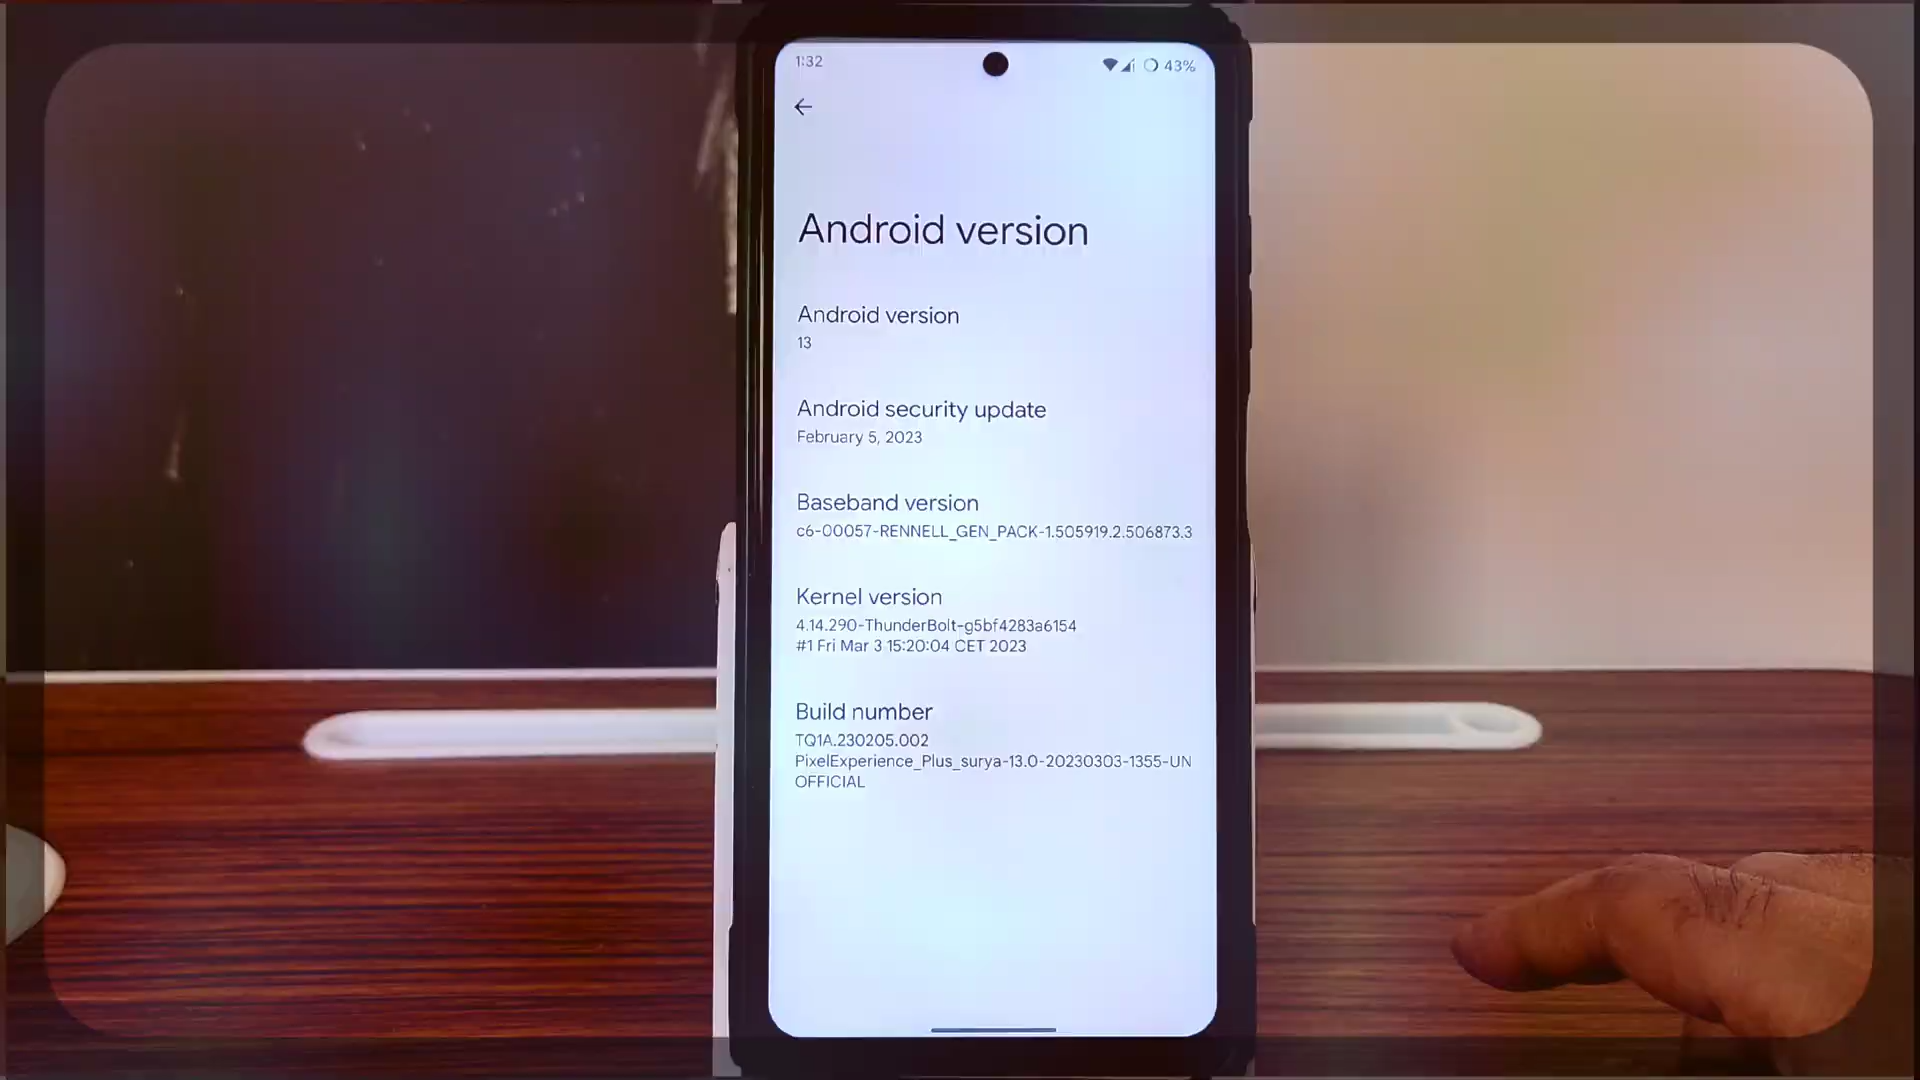 1:32
43%
Android version
Android version
13
Android security update
February 5, 2023
Baseband version
c6-00057-RENNELL_GEN_PACK-1.505919.2.506873.3
Kernel version
4.14.290-ThunderBolt-g5bf4283a6154
#1 Fri Mar 3 15:20:04 CET 2023
Build number
TQ1A.230205.002
PixelExperience_Plus_surya-13.0-20230303-1355-UN
OFFICIAL